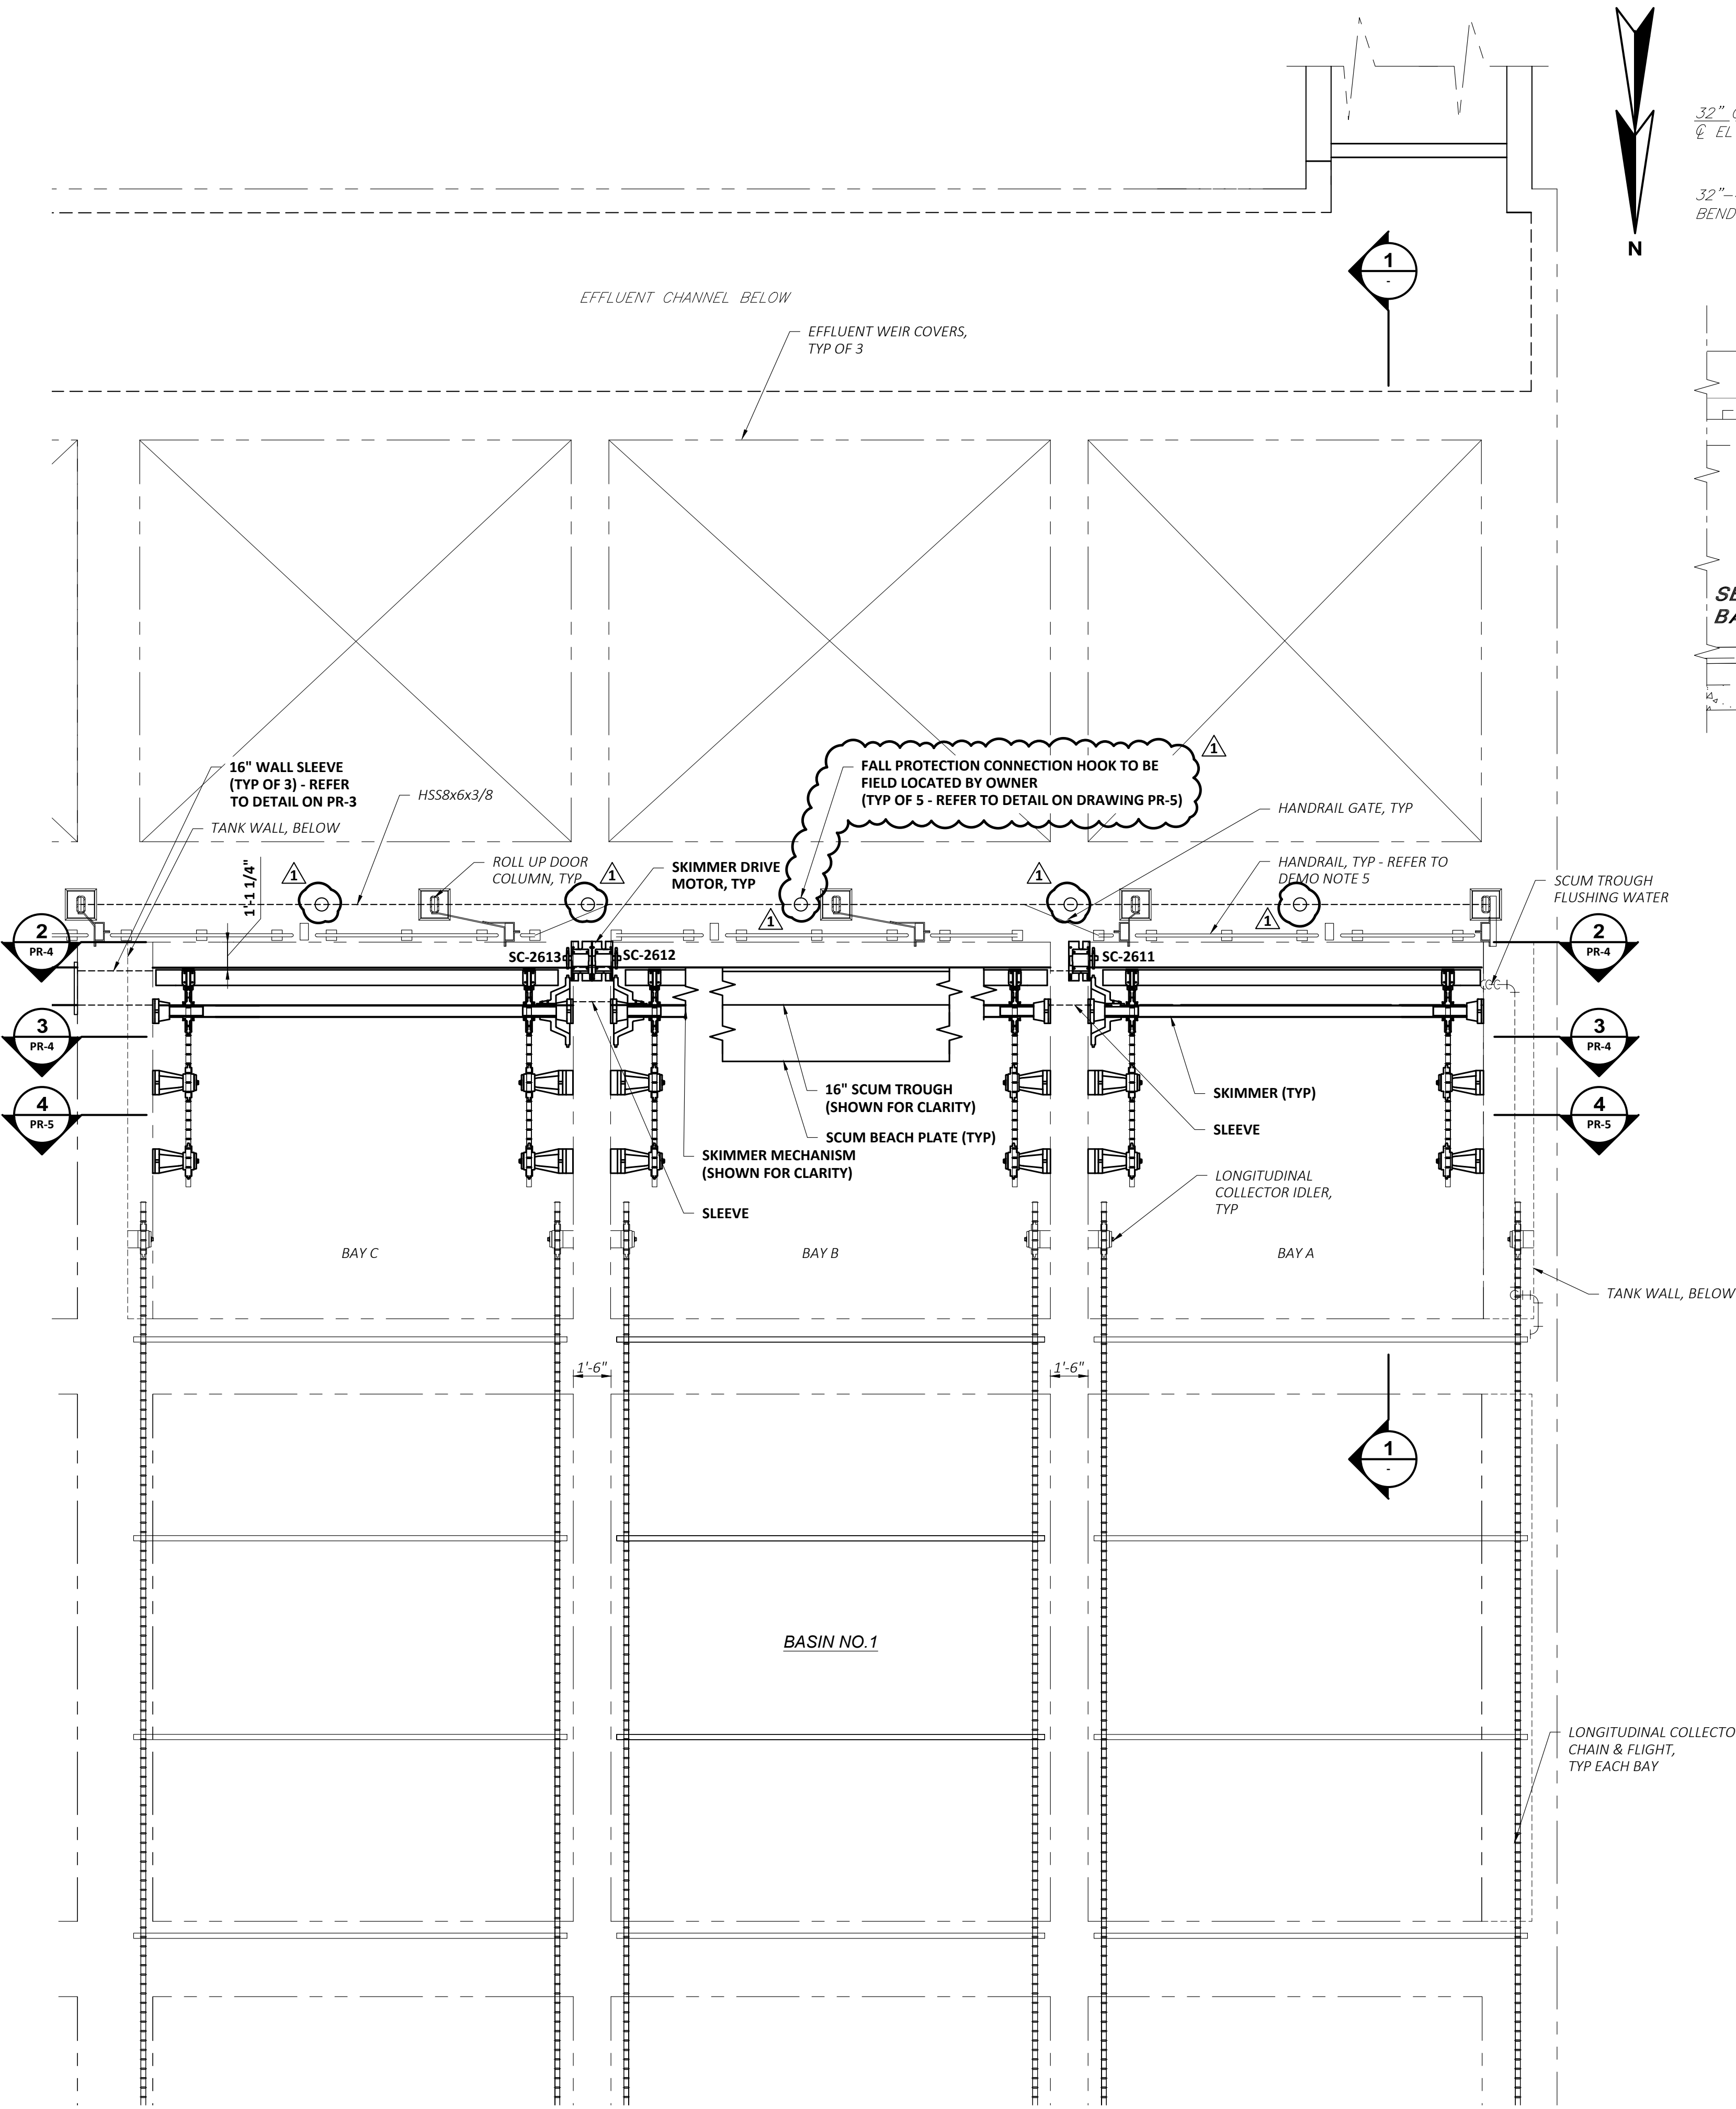 32"
℄ EL
32"-
BEND
N
1
-
EFFLUENT CHANNEL BELOW
EFFLUENT WEIR COVERS,
TYP OF 3
SE
BA
16" WALL SLEEVE
(TYP OF 3) - REFER
TO DETAIL ON PR-3
HSS8x6x3/8
TANK WALL, BELOW
1'-1 1/4"
FALL PROTECTION CONNECTION HOOK TO BE
FIELD LOCATED BY OWNER
(TYP OF 5 - REFER TO DETAIL ON DRAWING PR-5)
1
HANDRAIL GATE, TYP
ROLL UP DOOR
COLUMN, TYP
SKIMMER DRIVE
MOTOR, TYP
HANDRAIL, TYP - REFER TO
DEMO NOTE 5
SCUM TROUGH
FLUSHING WATER
1
1
1
1
1
2
PR-4
SC-2613
SC-2612
SC-2611
2
PR-4
3
PR-4
3
PR-4
4
PR-5
4
PR-5
16" SCUM TROUGH
(SHOWN FOR CLARITY)
SCUM BEACH PLATE (TYP)
SKIMMER MECHANISM
(SHOWN FOR CLARITY)
SLEEVE
SKIMMER (TYP)
SLEEVE
LONGITUDINAL
COLLECTOR IDLER,
TYP
BAY C
BAY B
BAY A
TANK WALL, BELOW
1'-6"
1'-6"
1
-
BASIN NO.1
LONGITUDINAL COLLECTO
CHAIN & FLIGHT,
TYP EACH BAY